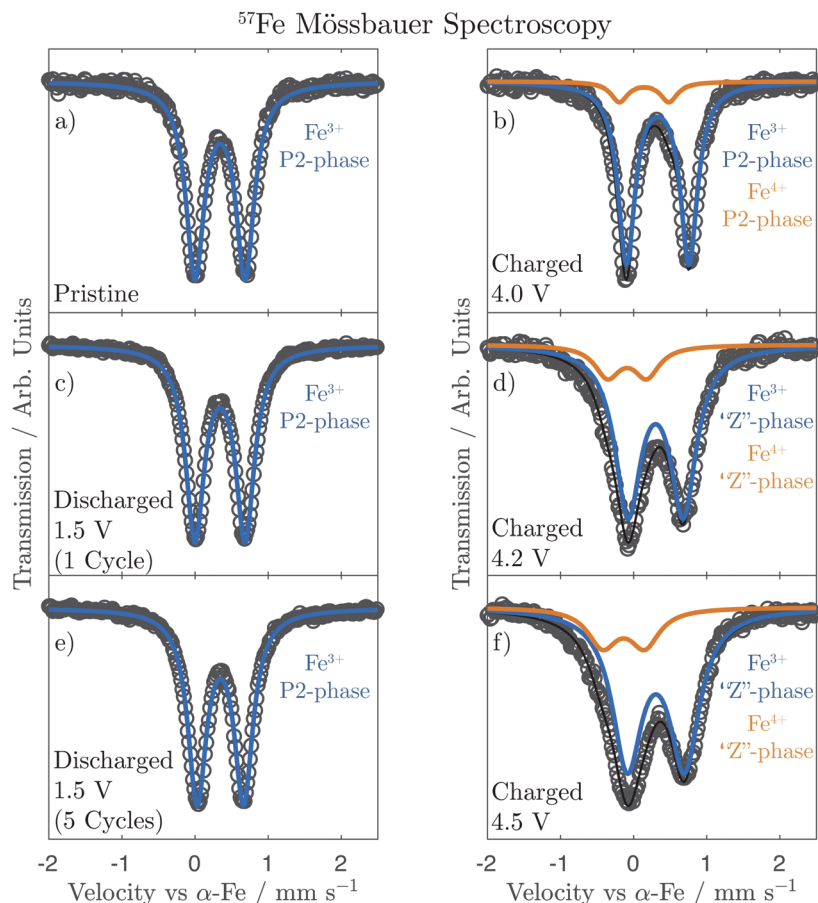 ⁵⁷Fe Mössbauer Spectroscopy
a)
Fe³⁺
P2-phase
Pristine
b)
Fe³⁺
P2-phase
Fe⁴⁺
P2-phase
Charged
4.0 V
c)
Fe³⁺
P2-phase
Discharged
1.5 V
(1 Cycle)
d)
Fe³⁺
“Z”-phase
Fe⁴⁺
“Z”-phase
Charged
4.2 V
e)
Fe³⁺
P2-phase
Discharged
1.5 V
(5 Cycles)
f)
Fe³⁺
“Z”-phase
Fe⁴⁺
“Z”-phase
Charged
4.5 V
Transmission / Arb. Units
Transmission / Arb. Units
-2 -1 0 1 2
-2 -1 0 1 2
Velocity vs α-Fe / mm s⁻¹
Velocity vs α-Fe / mm s⁻¹